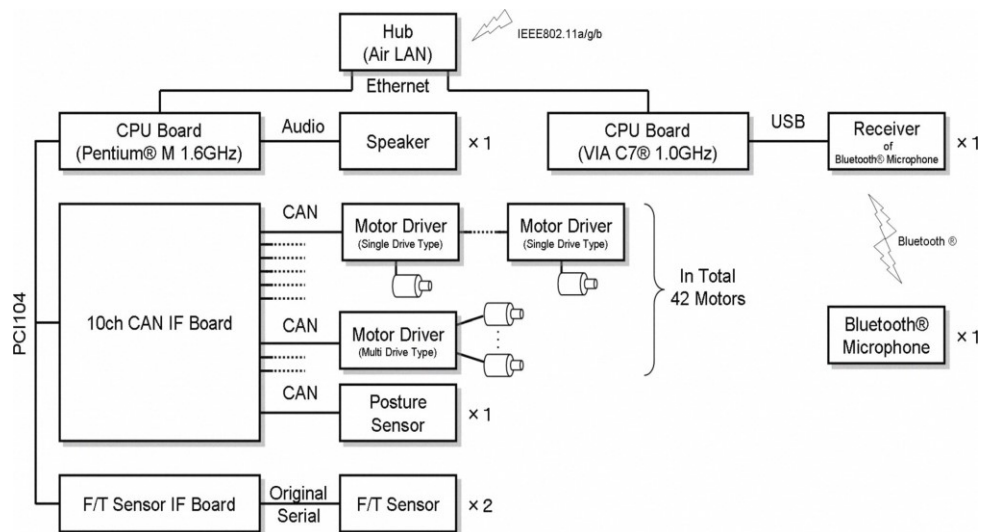 Hub
(Air LAN)
IEEE802.11a/g/b
Ethernet
CPU Board
(Pentium® M 1.6GHz)
Audio
Speaker
×1
CPU Board
(VIA C7® 1.0GHz)
USB
Receiver
of
Bluetooth® Microphone
×1
PCI104
10ch CAN IF Board
CAN
Motor Driver
(Single Drive Type)
Motor Driver
(Single Drive Type)
In Total
42 Motors
Bluetooth ®
CAN
Motor Driver
(Multi Drive Type)
Bluetooth®
Microphone
×1
CAN
Posture
Sensor
×1
F/T Sensor IF Board
Original
Serial
F/T Sensor
×2